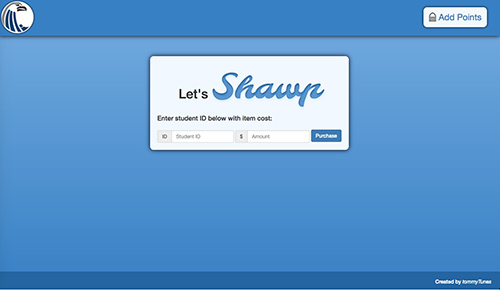 Add Points
Let's Shawp
Enter student ID below with item cost:
ID Student ID $ Amount Purchase
Created by tommyTunes